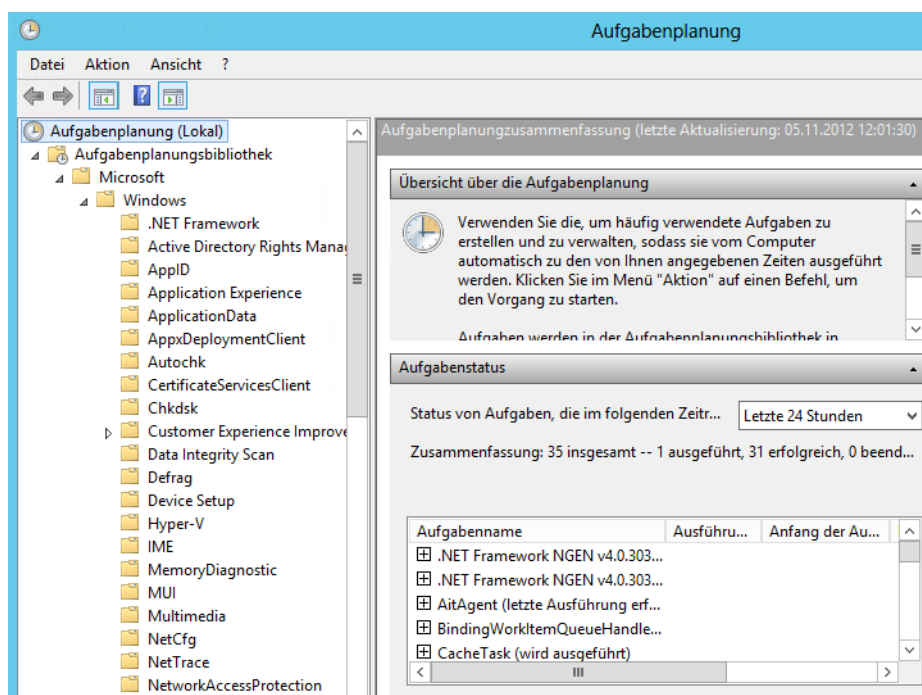 Aufgabenplanung
Datei Aktion Ansicht ?
Aufgabenplanung (Lokal)
Aufgabenplanungsbibliothek
Microsoft
Windows
.NET Framework
Active Directory Rights Manag
AppID
Application Experience
ApplicationData
AppxDeploymentClient
Autochk
CertificateServicesClient
Chkdsk
Customer Experience Improve
Data Integrity Scan
Defrag
Device Setup
Hyper-V
IME
MemoryDiagnostic
MUI
Multimedia
NetCfg
NetTrace
NetworkAccessProtection
Aufgabenplanungzusammenfassung (letzte Aktualisierung: 05.11.2012 12:01:30)
Übersicht über die Aufgabenplanung
Verwenden Sie die, um häufig verwendete Aufgaben zu
erstellen und zu verwalten, sodass sie vom Computer
automatisch zu den von Ihnen angegebenen Zeiten ausgeführt
werden. Klicken Sie im Menü "Aktion" auf einen Befehl, um
den Vorgang zu starten.
Aufgaben werden in der Aufgabenplanungsbibliothek in
Aufgabenstatus
Status von Aufgaben, die im folgenden Zeitr... Letzte 24 Stunden
Zusammenfassung: 35 insgesamt -- 1 ausgeführt, 31 erfolgreich, 0 beend...
Aufgabenname Ausführu... Anfang der Au...
.NET Framework NGEN v4.0.303...
.NET Framework NGEN v4.0.303...
AitAgent (letzte Ausführung erf...
BindingWorkItemQueueHandle...
CacheTask (wird ausgeführt)